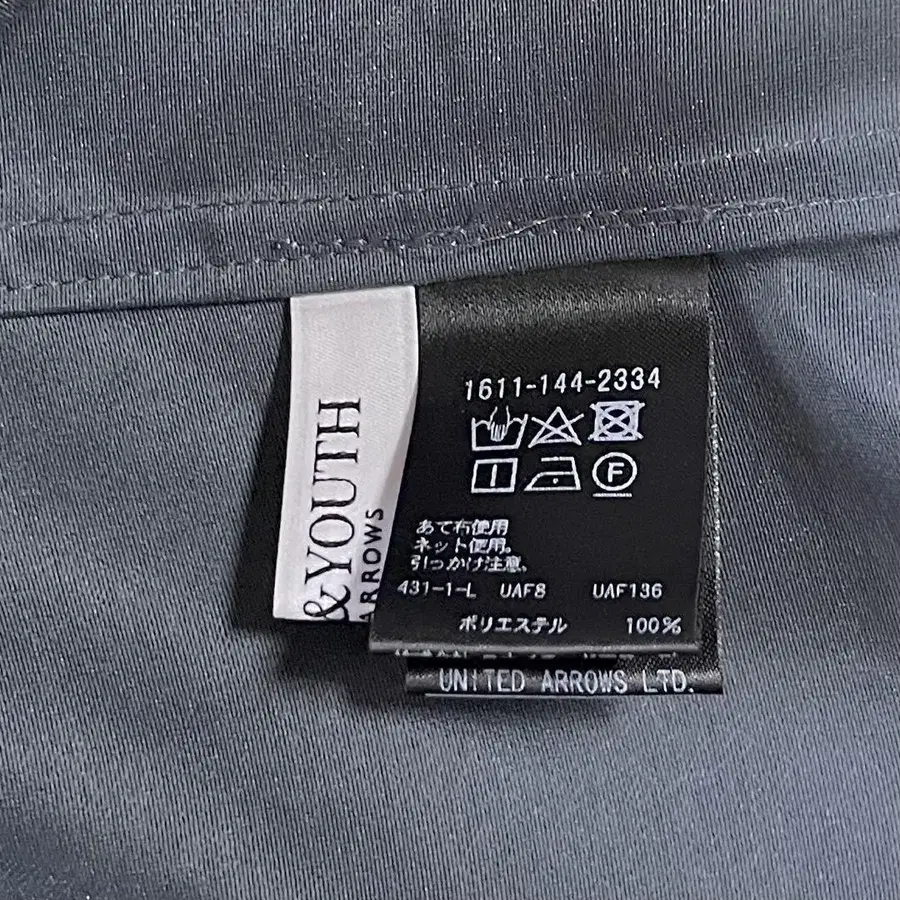 &YOUTH
ARROWS
1611-144-2334
F
あて布使用
ネット使用。
引っかけ注意。
431-1-L UAF8 UAF136
ポリエステル 100%
UNITED ARROWS LTD.